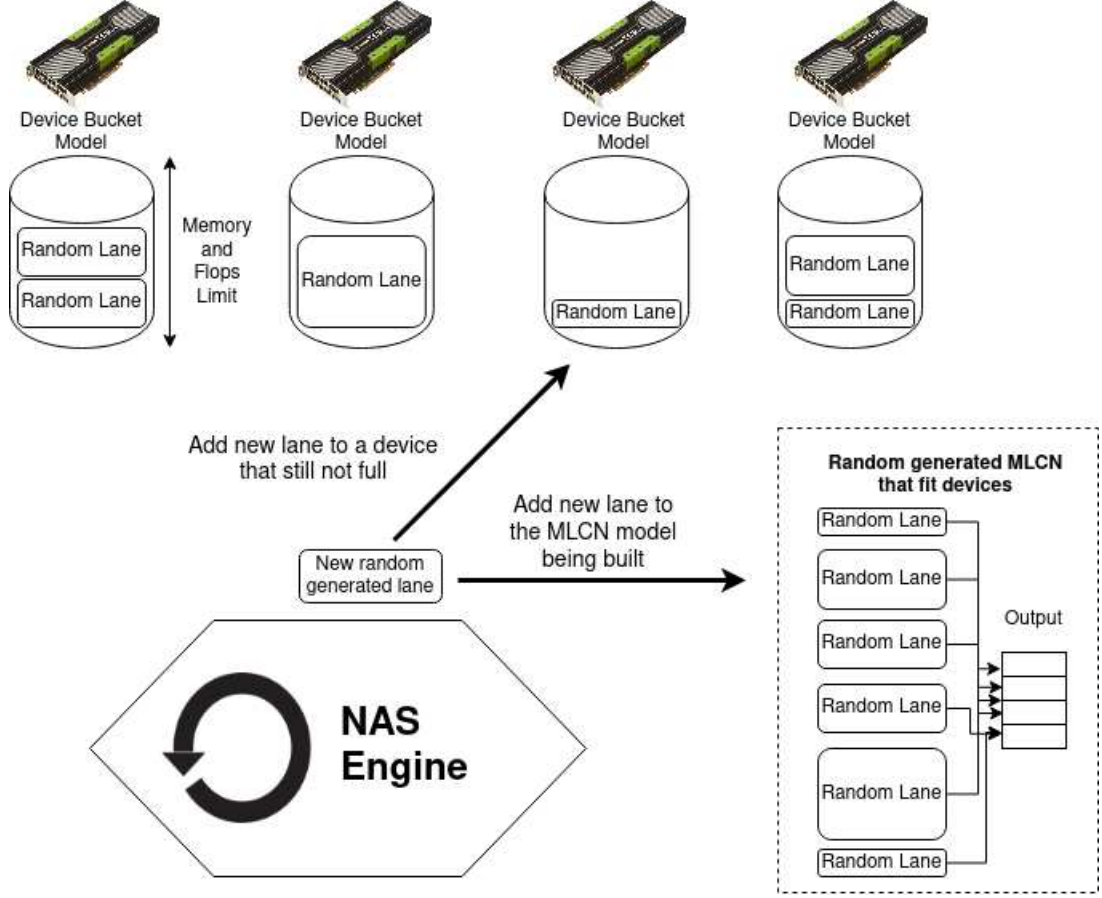 Device Bucket
Model
Device Bucket
Model
Device Bucket
Model
Device Bucket
Model
Random Lane
Random Lane
Memory
and
Flops
Limit
Random Lane
Random Lane
Random Lane
Random Lane
Add new lane to a device
that still not full
Add new lane to
the MLCN model
being built
New random
generated lane
NAS
Engine
Random generated MLCN
that fit devices
Random Lane
Random Lane
Random Lane
Random Lane
Random Lane
Random Lane
Output